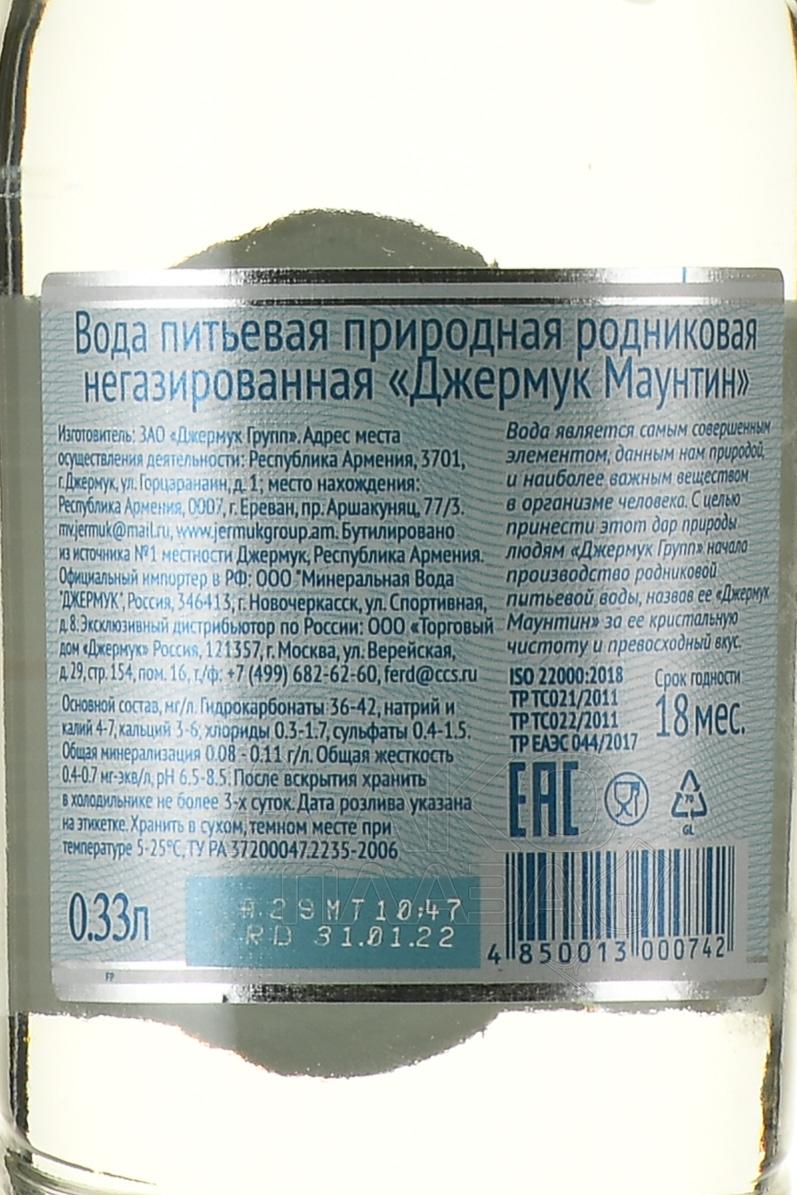 Вода питьевая природная родниковая
негазированная «Джермук Маунтин»
Изготовитель: ЗАО «Джермук Групп». Адрес места
осуществления деятельности: Республика Армения, 3701,
г.Джермук, ул. Горцаранаин, д. 1; место нахождения:
Республика Армения, 0007, г. Ереван, пр. Аршакуняц, 77/3.
mv.jermuk@mail.ru, www.jermukgroup.am. Бутилировано
из источника №1 местности Джермук, Республика Армения.
Официальный импортер в РФ: ООО "Минеральная Вода
"ДЖЕРМУК", Россия, 346413, г. Новочеркасск, ул. Спортивная,
д. 8. Эксклюзивный дистрибьютор по России: ООО «Торговый
дом «Джермук» Россия, 121357, г. Москва, ул. Верейская,
д. 29, стр. 154, пом. 16, т./ф: +7 (499) 682-62-60, ferd@ccs.ru
Основной состав, мг/л. Гидрокарбонаты 36-42, натрий и
калий 4-7, кальций 3-6, хлориды 0.3-1.7, сульфаты 0.4-1.5.
Общая минерализация 0.08 - 0.11 г/л. Общая жесткость
0.4-0.7 мг-экв/л, pH 6.5-8.5. После вскрытия хранить
в холодильнике не более 3-х суток. Дата розлива указана
на этикетке. Хранить в сухом, темном месте при
температуре 5-25°С, ТУ РА 37200047.2235-2006
0.33л
A29MT10:47
PRD 31.01.22
FP
Вода является самым совершенным
элементом, данным нам природой,
и наиболее важным веществом
в организме человека. С целью
принести этот дар природы
людям «Джермук Групп» начало
производство родниковой
питьевой воды, назвав ее «Джермук
Маунтин» за ее кристальную
чистоту и превосходный вкус.
ISO 22000:2018
ТР ТС021/2011
ТР ТС022/2011
ТР ЕАЭС 044/2017
Срок годности
18 мес.
EAC
70
GL
4 850013 000742